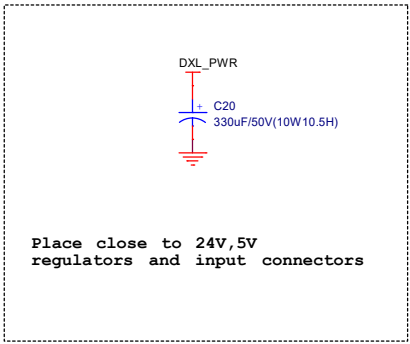 DXL_PWR
+ C20
330uF/50V(10W10.5H)
Place close to 24V,5V
regulators and input connectors